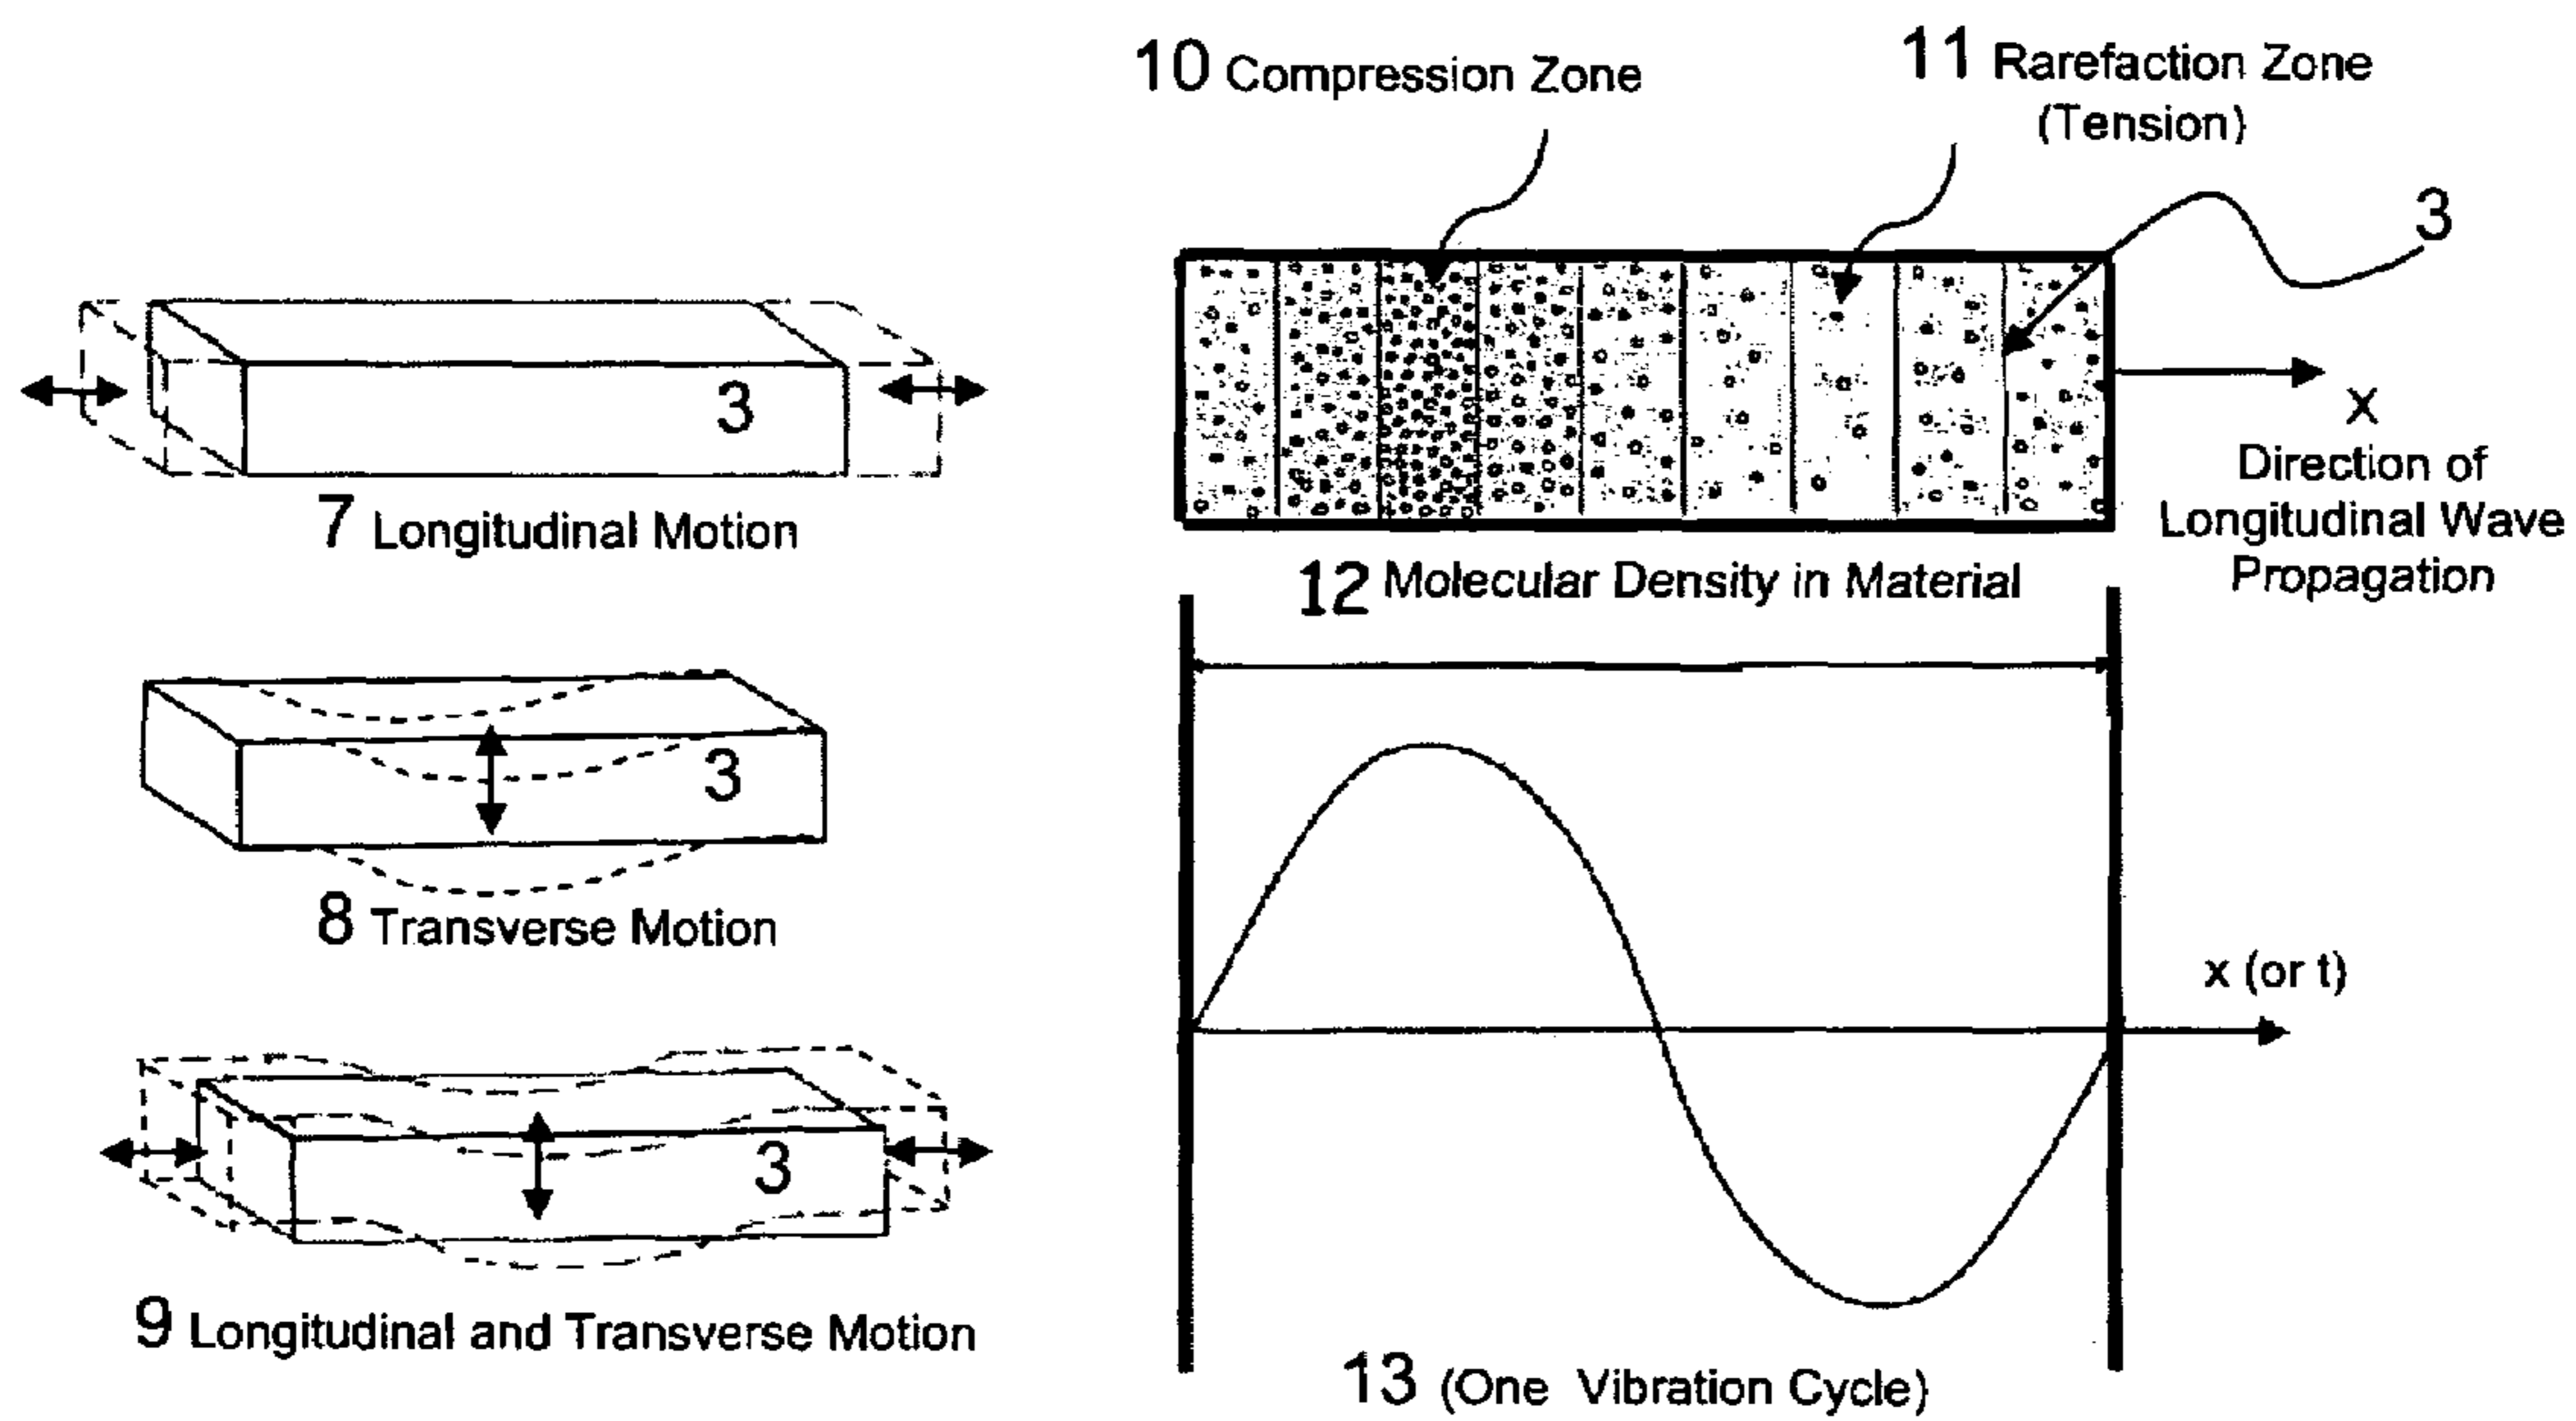 10 Compression Zone
11 Rarefaction Zone
(Tension)
3
3
7 Longitudinal Motion
x
Direction of
Longitudinal Wave
Propagation
12 Molecular Density in Material
3
8 Transverse Motion
x (or t)
3
9 Longitudinal and Transverse Motion
13 (One Vibration Cycle)